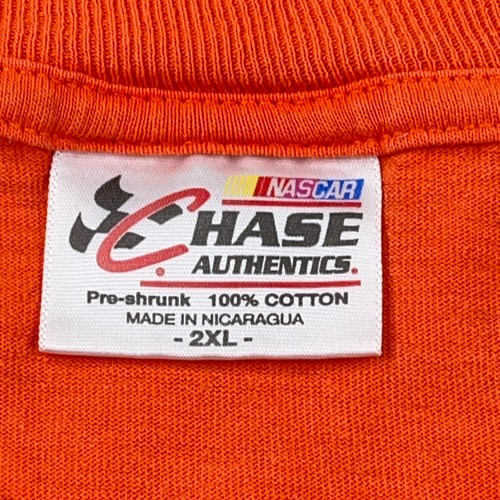 NASCAR
CHASE
AUTHENTICS.
Pre-shrunk 100% COTTON
MADE IN NICARAGUA
- 2XL -